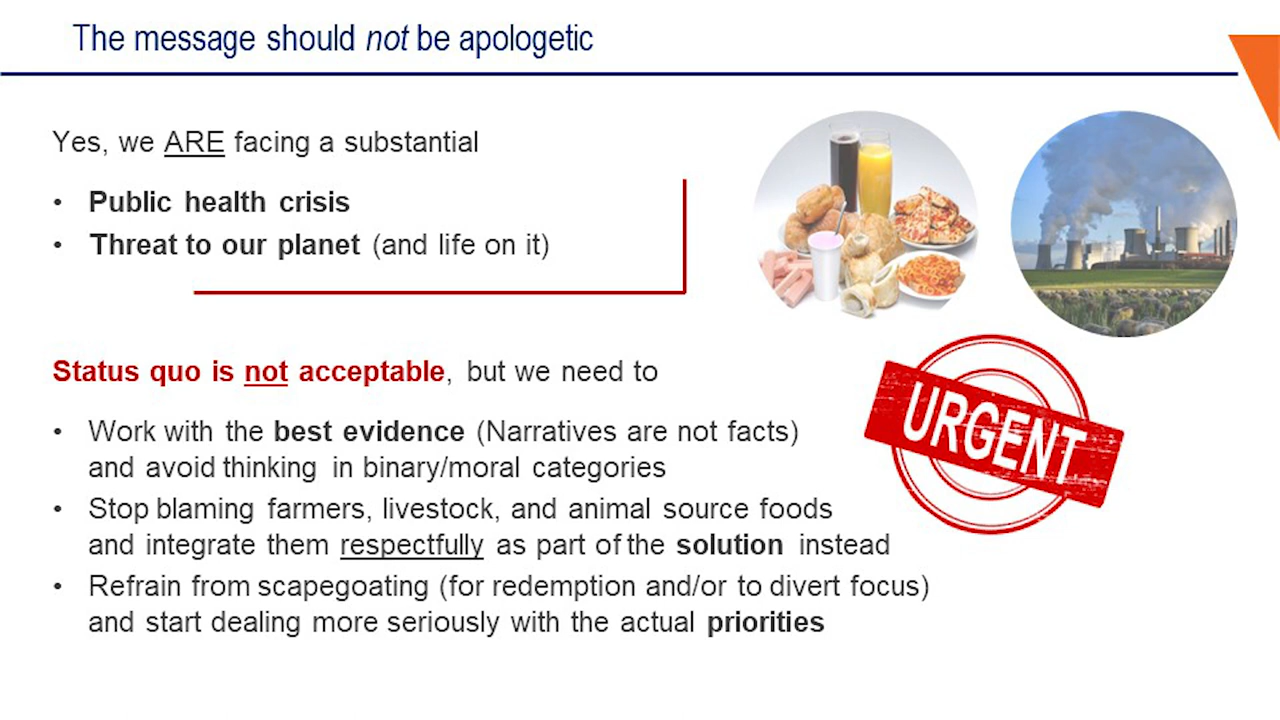 The message should not be apologetic
Yes, we ARE facing a substantial
• Public health crisis
• Threat to our planet (and life on it)
Status quo is not acceptable, but we need to
• Work with the best evidence (Narratives are not facts)
and avoid thinking in binary/moral categories
• Stop blaming farmers, livestock, and animal source foods
and integrate them respectfully as part of the solution instead
• Refrain from scapegoating (for redemption and/or to divert focus)
and start dealing more seriously with the actual priorities
URGENT